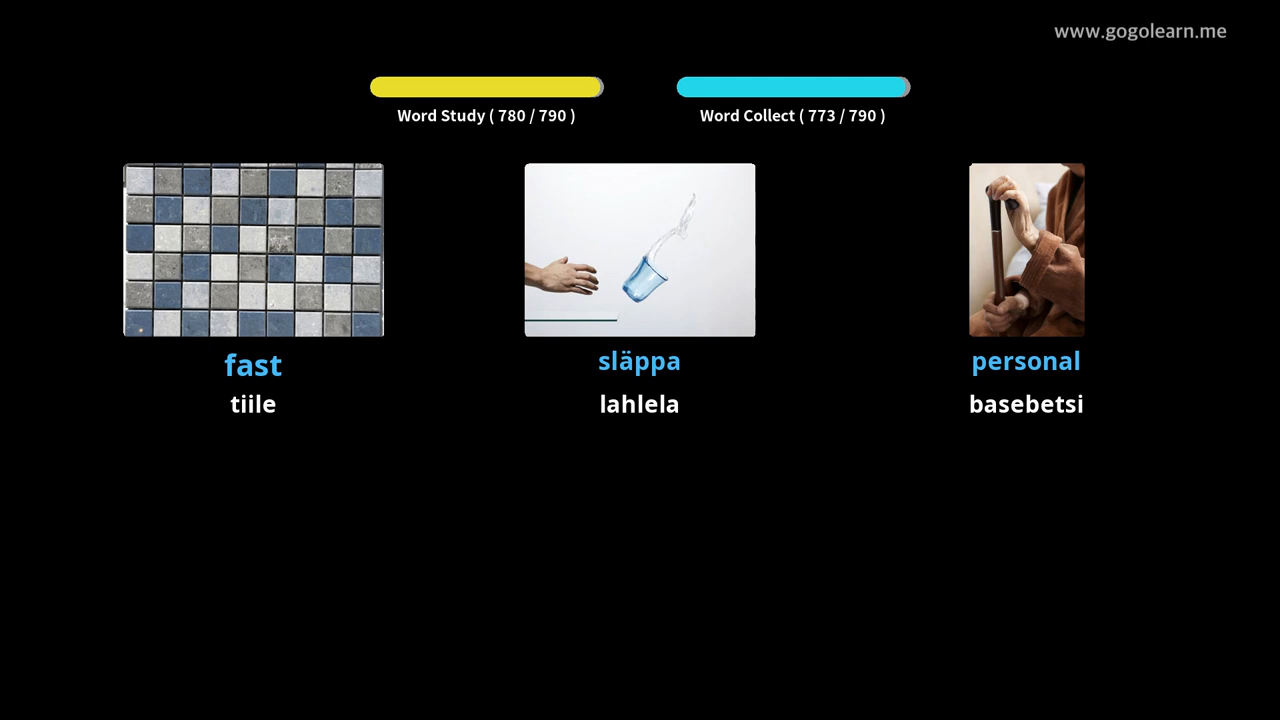 www.gogolearn.me
Word Study ( 780 / 790 )
Word Collect ( 773 / 790 )
fast
släppa
personal
tiile
lahlela
basebetsi